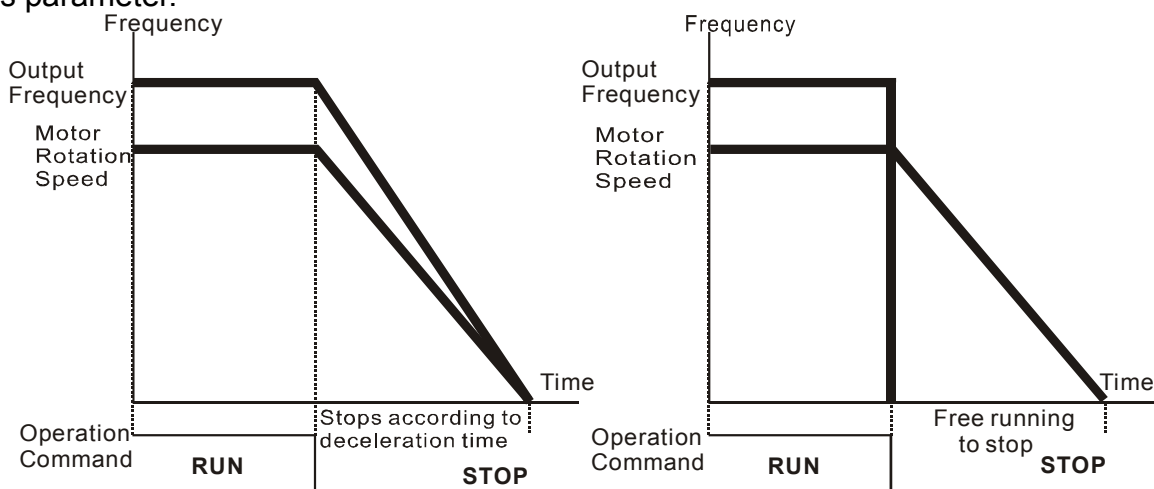 s parameter.
Frequency
Output
Frequency
Motor
Rotation
Speed
Time
Stops according to
deceleration time
Operation
Command
RUN
STOP
Frequency
Output
Frequency
Motor
Rotation
Speed
Time
Free running
to stop
Operation
Command
RUN
STOP